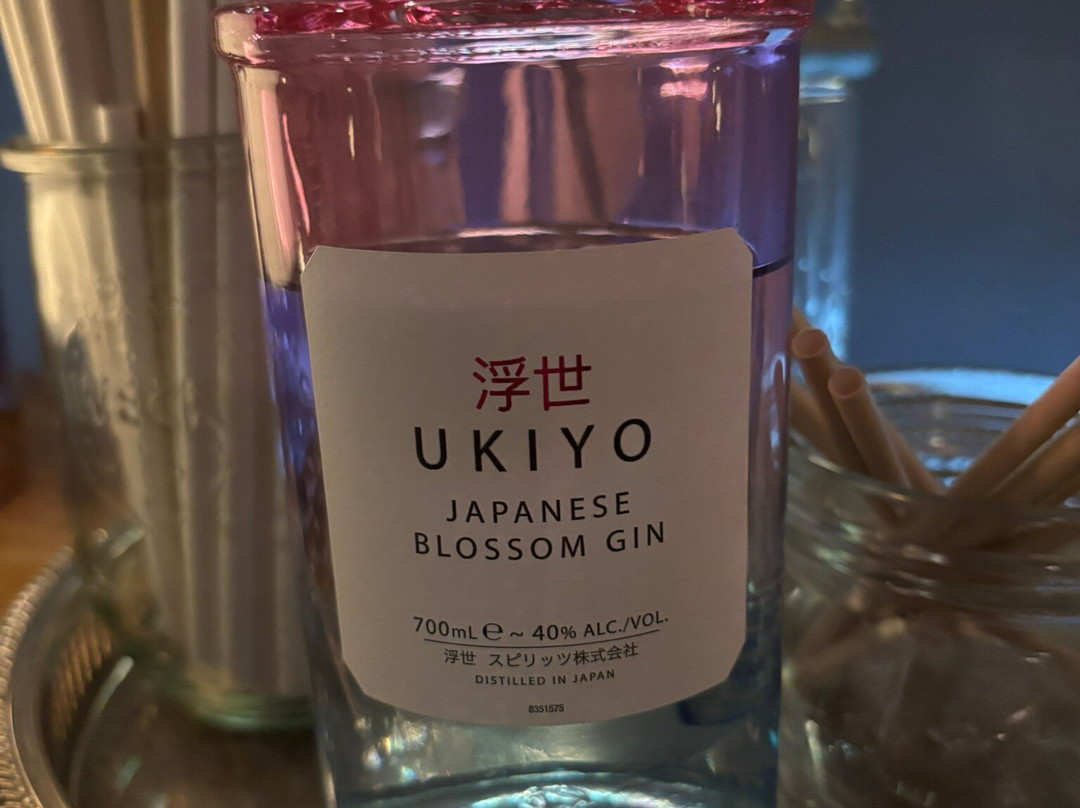 浮世
UKIYO
JAPANESE
BLOSSOM GIN
700mL ℮ ~ 40% ALC./VOL.
浮世 スピリッツ株式会社
DISTILLED IN JAPAN
8351575